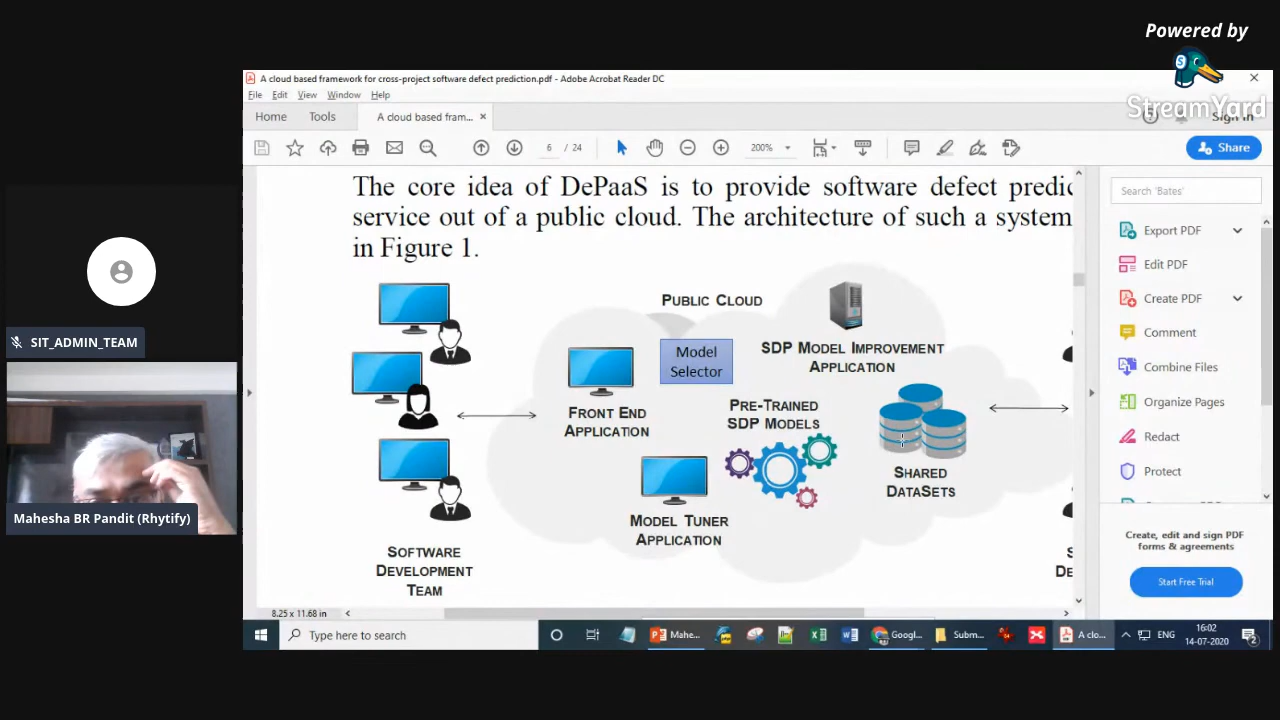 Powered by
StreamYard
A cloud based framework for cross-project software defect prediction.pdf - Adobe Acrobat Reader DC
File Edit View Window Help
Home Tools A cloud based fram... Sign In
6 / 24 200% Share
The core idea of DePaaS is to provide software defect predic
service out of a public cloud. The architecture of such a system
in Figure 1.
PUBLIC CLOUD
Model
Selector
SDP MODEL IMPROVEMENT
APPLICATION
FRONT END
APPLICATION
PRE-TRAINED
SDP MODELS
SHARED
DATASETS
MODEL TUNER
APPLICATION
SOFTWARE
DEVELOPMENT
TEAM
S
DE
8.25 x 11.68 in
Search 'Bates'
Export PDF
Edit PDF
Create PDF
Comment
Combine Files
Organize Pages
Redact
Protect
Create, edit and sign PDF
forms & agreements
Start Free Trial
SIT_ADMIN_TEAM
Mahesha BR Pandit (Rhytify)
Type here to search
Mahe...
Googl...
Subm...
A clo...
ENG
16:02
14-07-2020
2